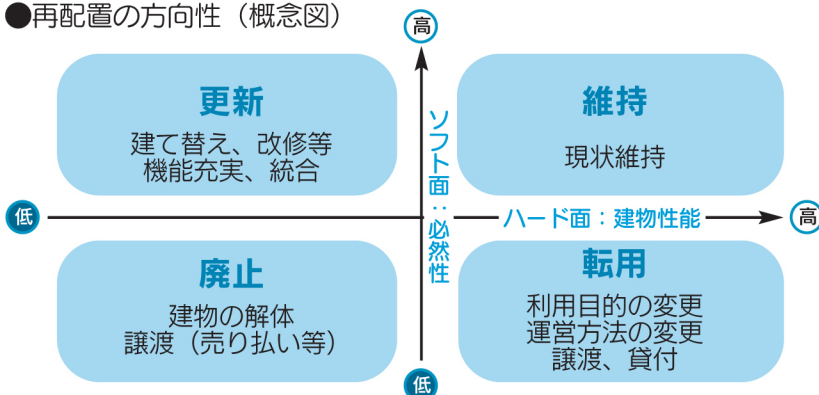 ●再配置の方向性（概念図）
高
更新
建て替え、改修等
機能充実、統合
維持
現状維持
ソフト面：必然性
低
ハード面：建物性能
高
廃止
建物の解体
譲渡（売り払い等）
転用
利用目的の変更
運営方法の変更
譲渡、貸付
低